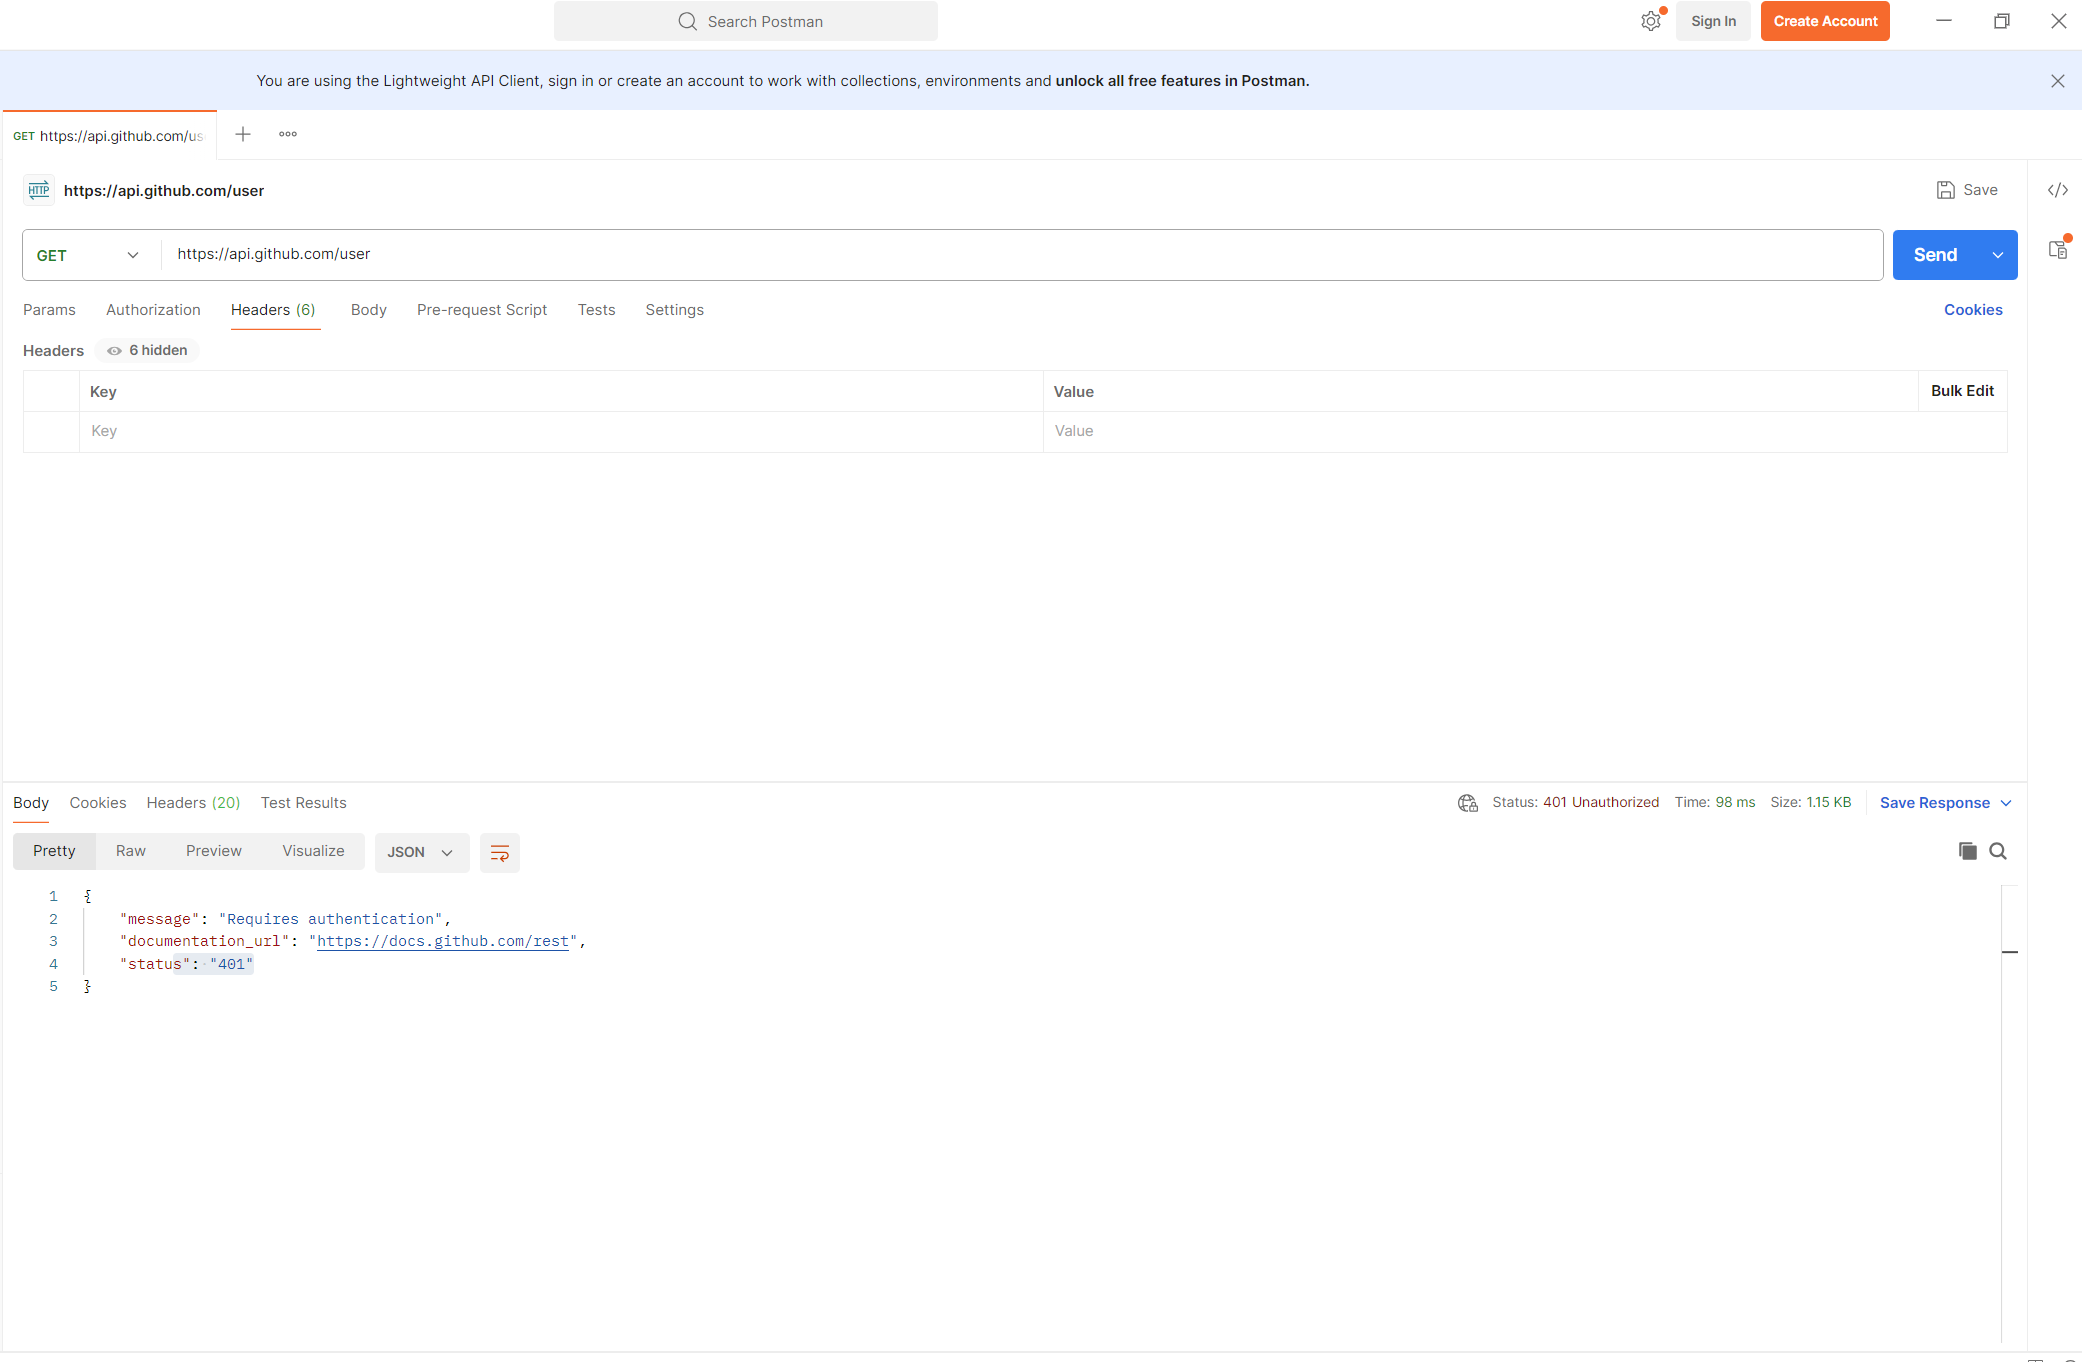 Search Postman
Sign In
Create Account
You are using the Lightweight API Client, sign in or create an account to work with collections, environments and unlock all free features in Postman.
GET https://api.github.com/us
HTTP https://api.github.com/user
Save
GET https://api.github.com/user
Send
Params Authorization Headers (6) Body Pre-request Script Tests Settings
Cookies
Headers 6 hidden
Key Value Bulk Edit
Key Value
Body Cookies Headers (20) Test Results
Status: 401 Unauthorized Time: 98 ms Size: 1.15 KB Save Response
Pretty Raw Preview Visualize JSON
1 {
2 "message": "Requires authentication",
3 "documentation_url": "https://docs.github.com/rest",
4 "status": "401"
5 }